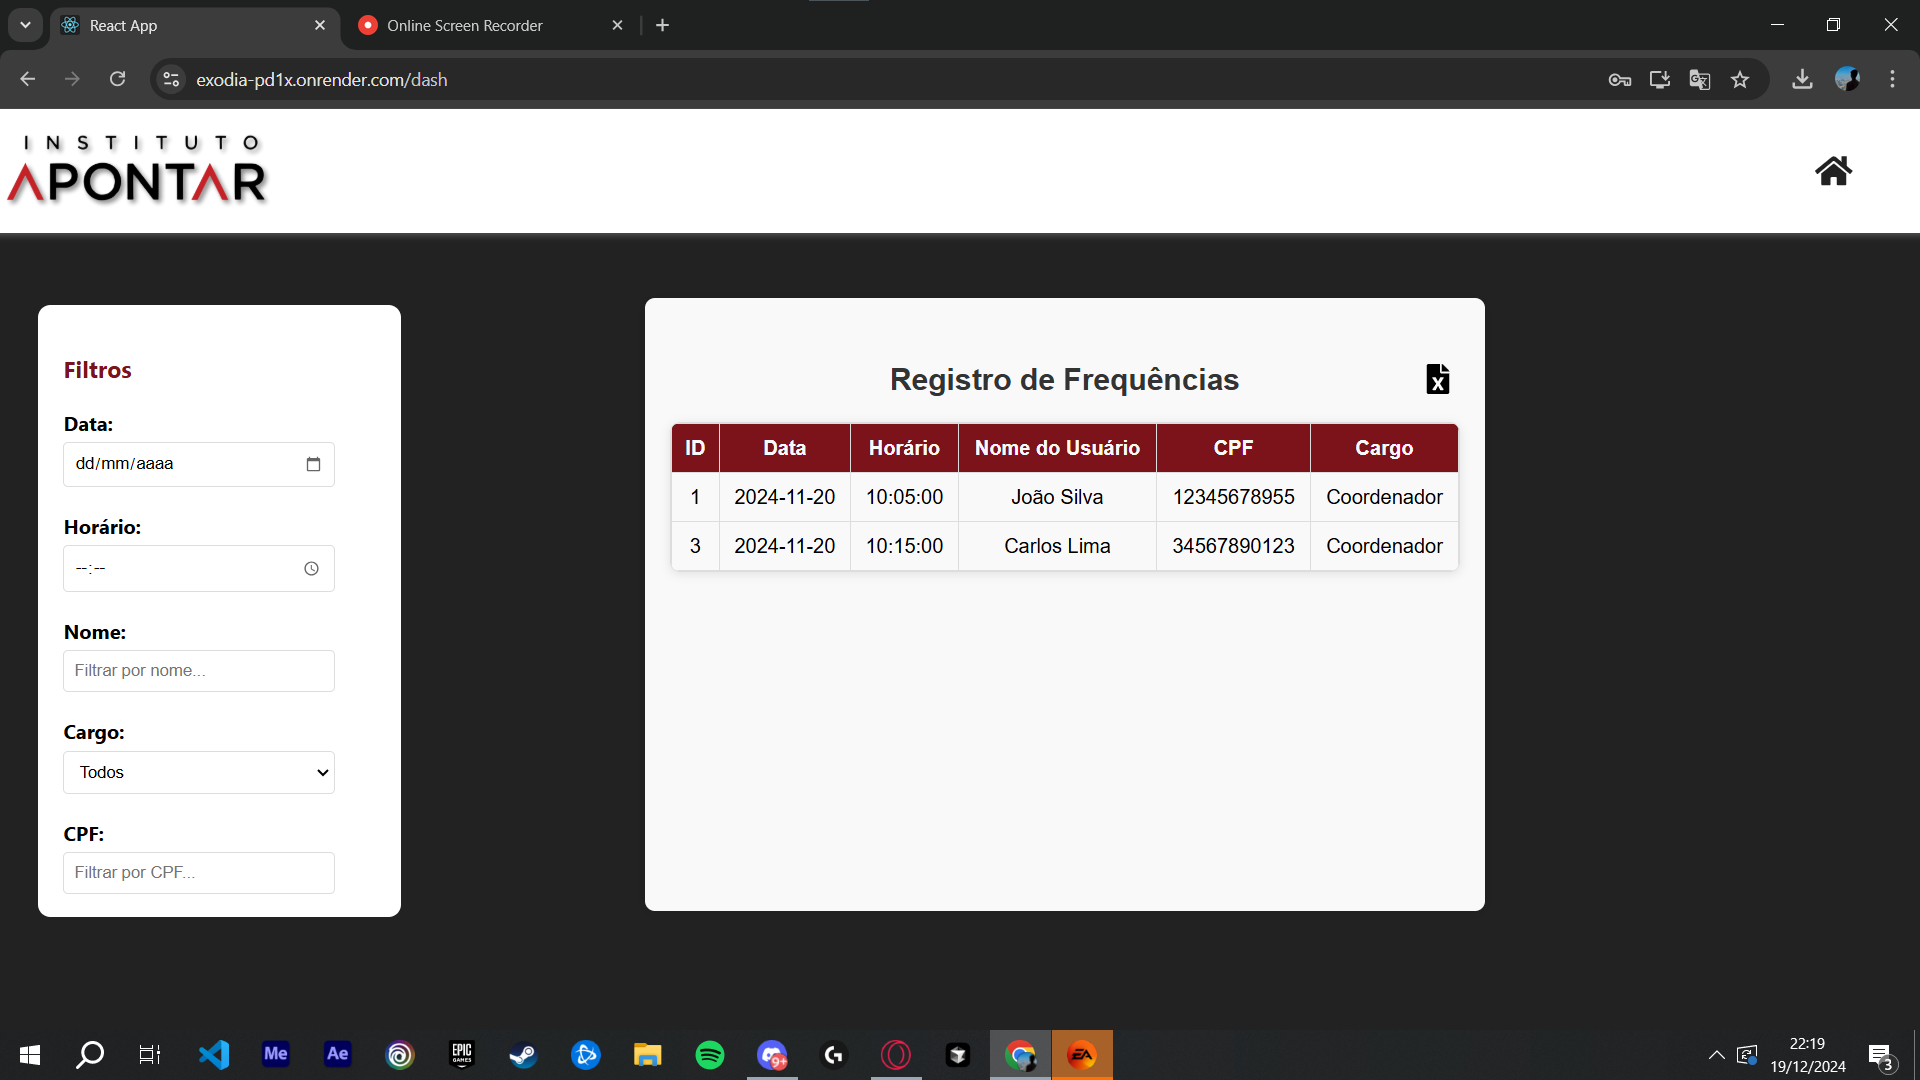 React App
Online Screen Recorder
exodia-pd1x.onrender.com/dash
INSTITUTO
APONTAR
Filtros
Data:
dd/mm/aaaa
Horário:
--:--
Nome:
Filtrar por nome...
Cargo:
Todos
CPF:
Filtrar por CPF...
Registro de Frequências
X
ID Data Horário Nome do Usuário CPF Cargo
1 2024-11-20 10:05:00 João Silva 12345678955 Coordenador
3 2024-11-20 10:15:00 Carlos Lima 34567890123 Coordenador
Me
Ae
EPIC
GAMES
9+
EA
22:19
19/12/2024
3